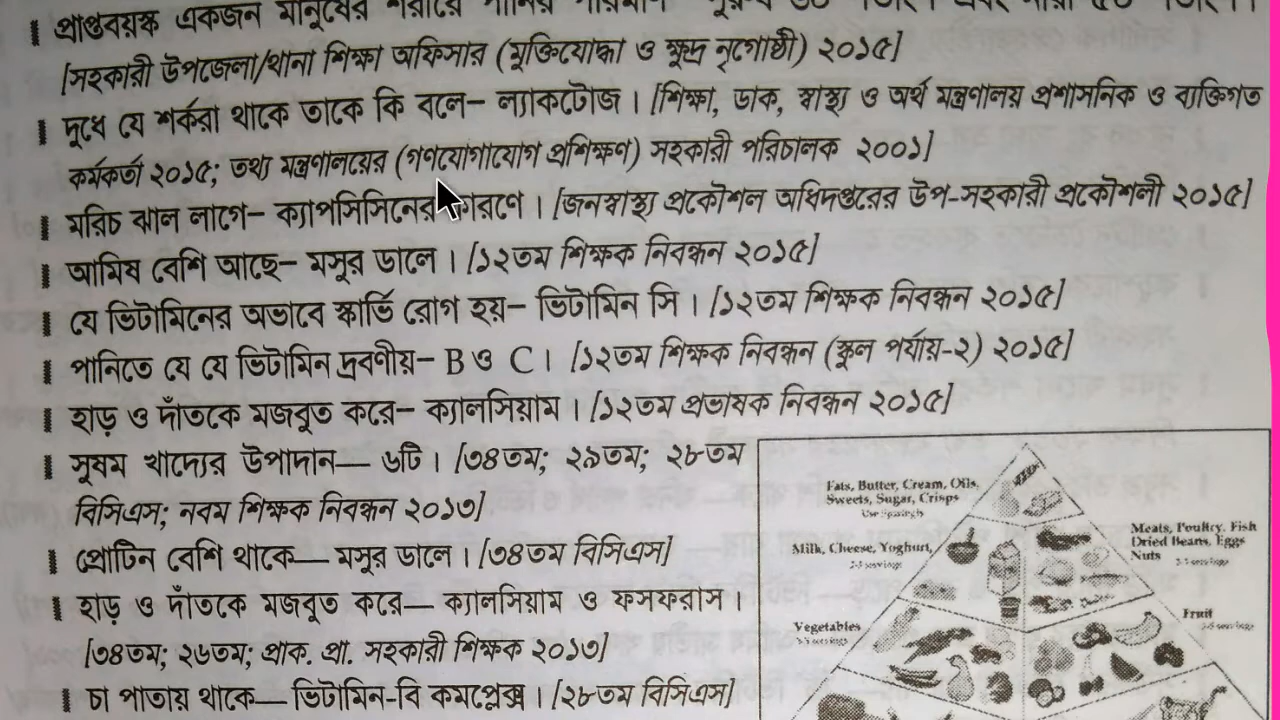 প্রাপ্তবয়স্ক একজন মানুষের শরীরে পানির পরিমাণ
[সহকারী উপজেলা/থানা শিক্ষা অফিসার (মুক্তিযোদ্ধা ও ক্ষুদ্র নৃগোষ্ঠী) ২০১৫]
দুধে যে শর্করা থাকে তাকে কি বলে– ল্যাকটোজ। [শিক্ষা, ডাক, স্বাস্থ্য ও অর্থ মন্ত্রণালয় প্রশাসনিক ও ব্যক্তিগত
কর্মকর্তা ২০১৫; তথ্য মন্ত্রণালয়ের (গণযোগাযোগ প্রশিক্ষণ) সহকারী পরিচালক ২০০১]
মরিচ ঝাল লাগে– ক্যাপসিসিনের কারণে। [জনস্বাস্থ্য প্রকৌশল অধিদপ্তরের উপ-সহকারী প্রকৌশলী ২০১৫]
আমিষ বেশি আছে– মসুর ডালে। [১২তম শিক্ষক নিবন্ধন ২০১৫]
যে ভিটামিনের অভাবে স্কার্ভি রোগ হয়– ভিটামিন সি। [১২তম শিক্ষক নিবন্ধন ২০১৫]
পানিতে যে যে ভিটামিন দ্রবণীয়– B ও C। [১২তম শিক্ষক নিবন্ধন (স্কুল পর্যায়-২) ২০১৫]
হাড় ও দাঁতকে মজবুত করে– ক্যালসিয়াম। [১২তম প্রভাষক নিবন্ধন ২০১৫]
সুষম খাদ্যের উপাদান— ৬টি। [৩৪তম; ২৯তম; ২৮তম
বিসিএস; নবম শিক্ষক নিবন্ধন ২০১৩]
প্রোটিন বেশি থাকে— মসুর ডালে। [৩৪তম বিসিএস]
হাড় ও দাঁতকে মজবুত করে— ক্যালসিয়াম ও ফসফরাস।
[৩৪তম; ২৬তম; প্রাক. প্রা. সহকারী শিক্ষক ২০১৩]
চা পাতায় থাকে— ভিটামিন-বি কমপ্লেক্স। [২৮তম বিসিএস]
Fats, Butter, Cream, Oils,
Sweets, Sugar, Crisps
Use Sparingly
Milk, Cheese, Yoghurt,
Meats, Poultry, Fish
Dried Beans, Eggs
Nuts
Vegetables
Fruit